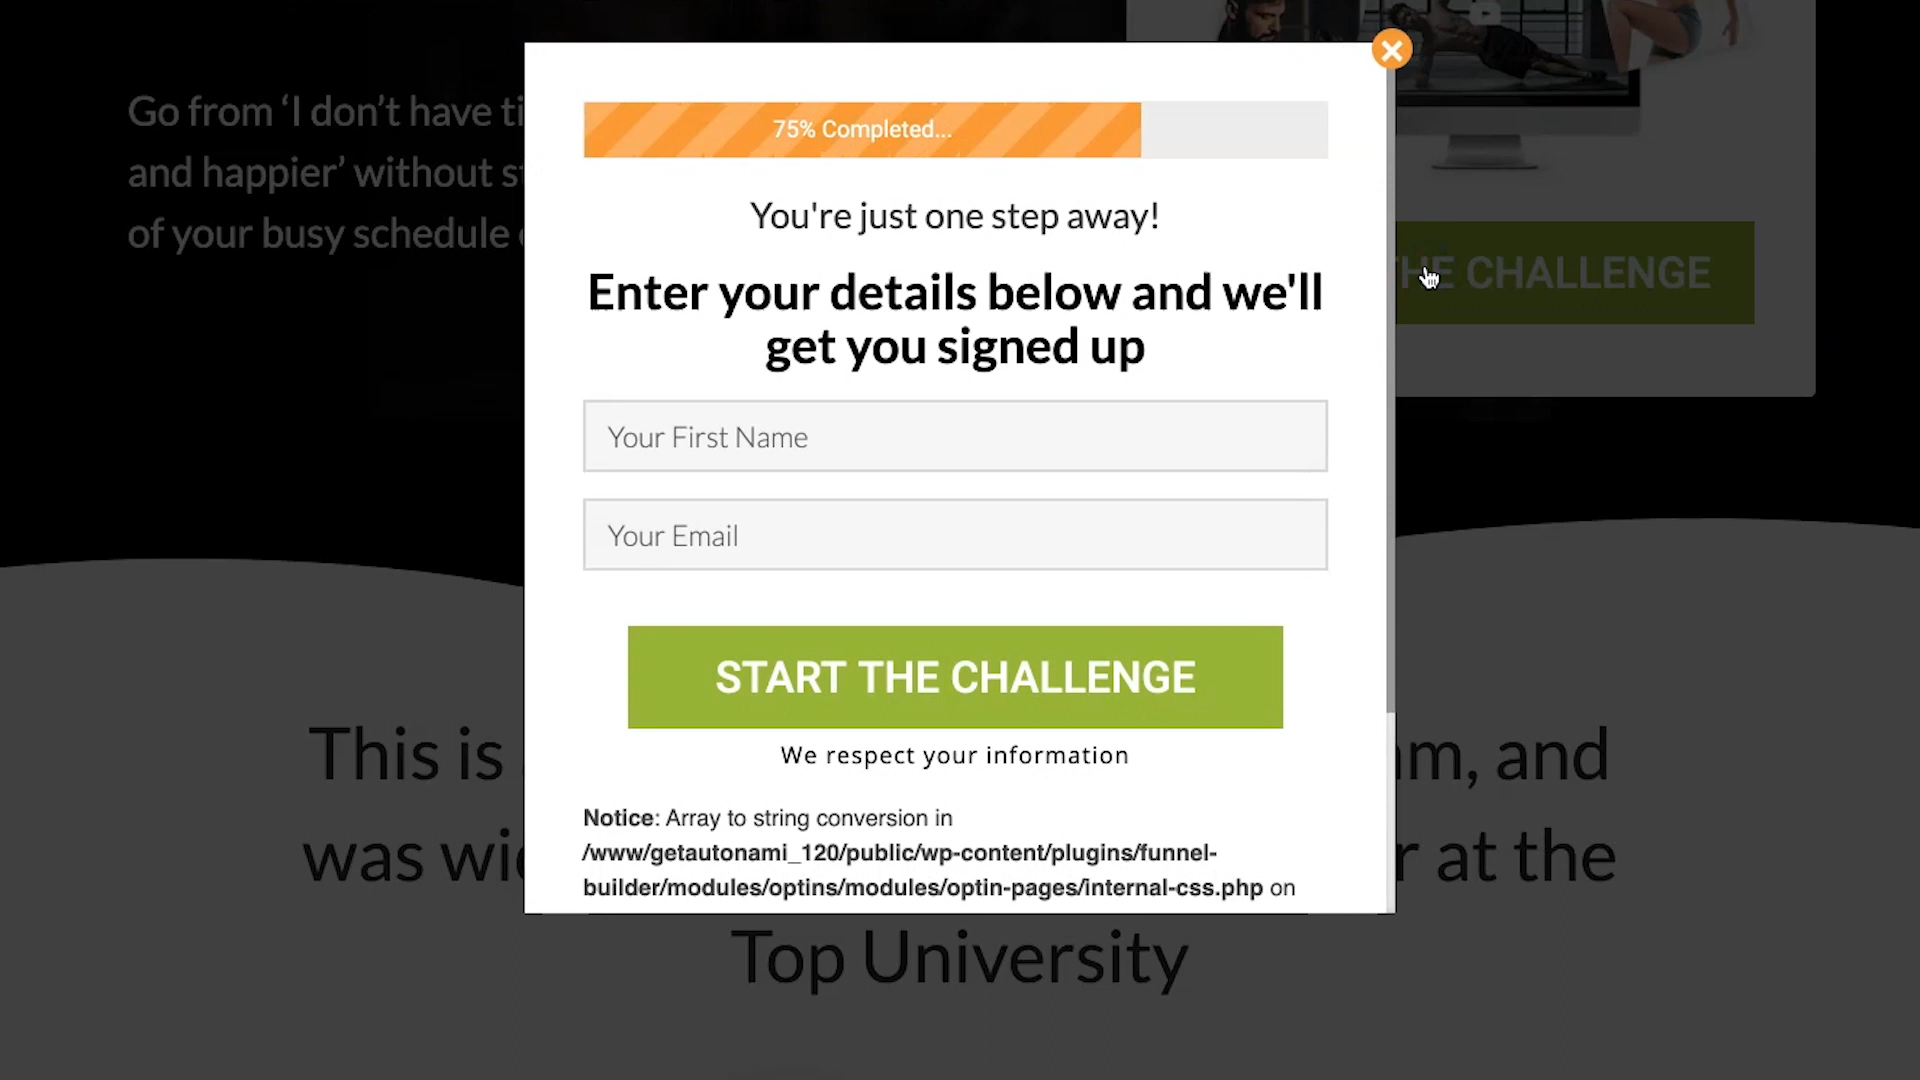 Go from ‘I don’t have ti
and happier’ without s
of your busy schedule
75% Completed...
You're just one step away!
Enter your details below and we'll
get you signed up
Your First Name
Your Email
START THE CHALLENGE
We respect your information
Notice: Array to string conversion in
/www/getautonami_120/public/wp-content/plugins/funnel-
builder/modules/optins/modules/optin-pages/internal-css.php on
THE CHALLENGE
This is am, and
was wi r at the
Top University